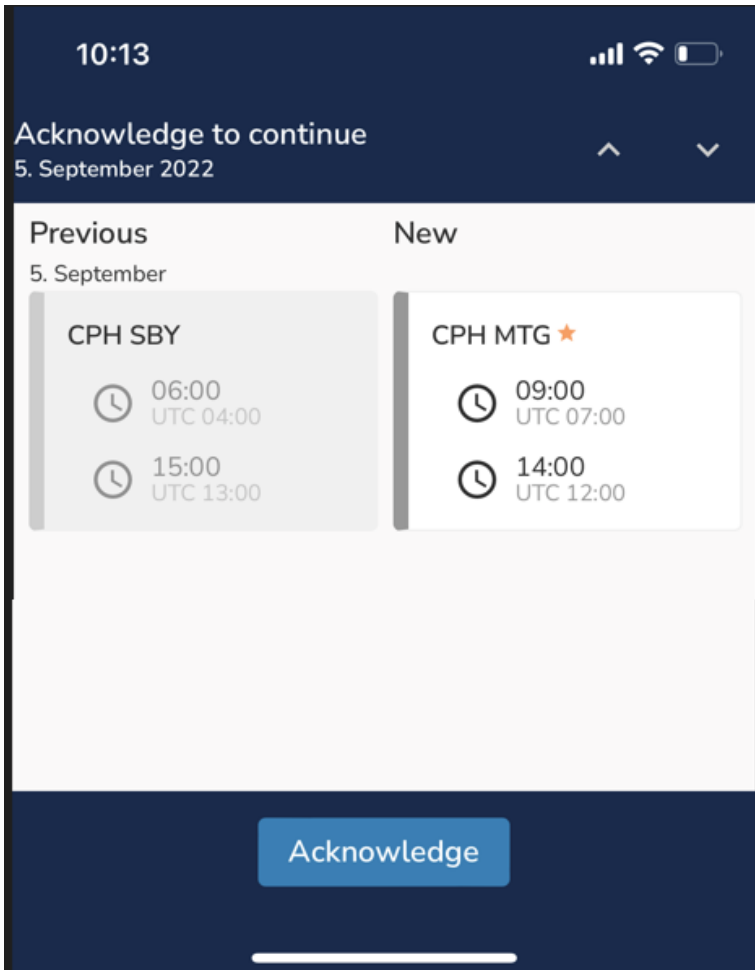 10:13
Acknowledge to continue
5. September 2022
Previous
New
5. September
CPH SBY
06:00
UTC 04:00
15:00
UTC 13:00
CPH MTG
09:00
UTC 07:00
14:00
UTC 12:00
Acknowledge